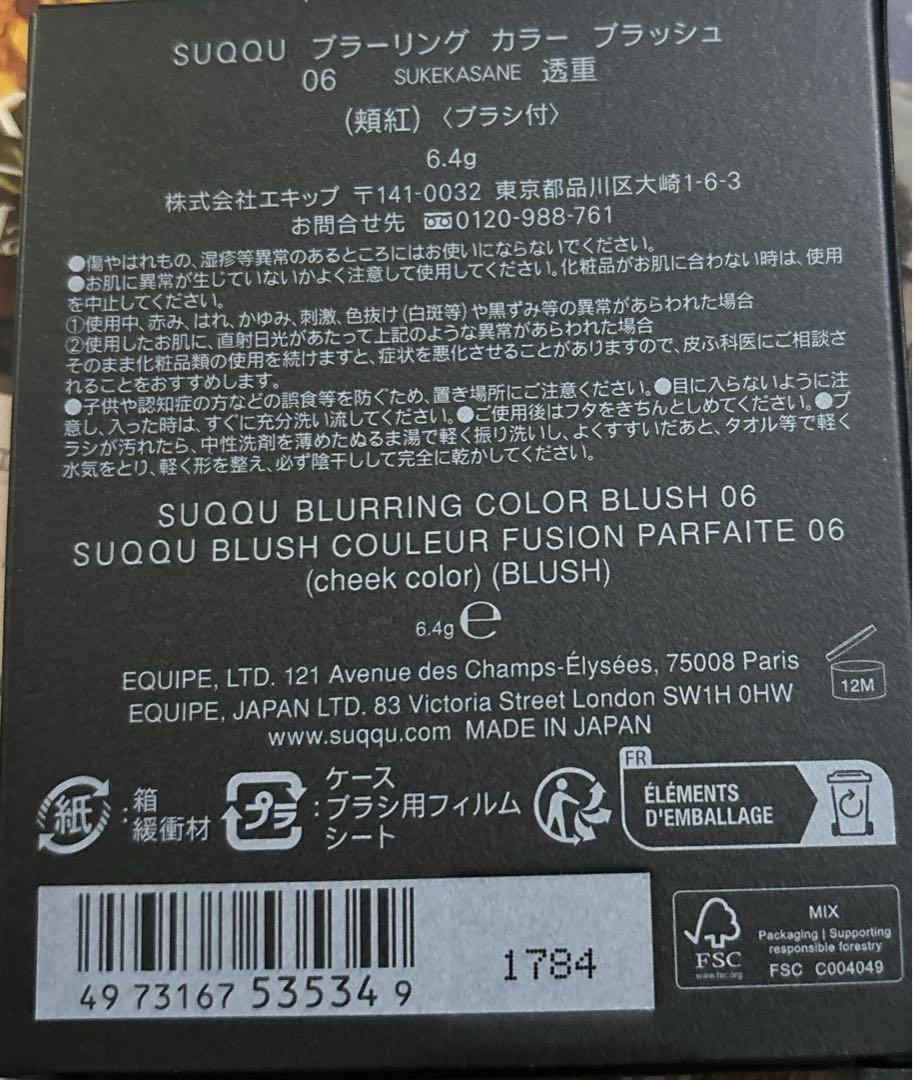 SUQQU ブラーリング カラー ブラッシュ
06 SUKEKASANE 透重
(頬紅)〈ブラシ付〉
6.4g
株式会社エキップ 〒141-0032 東京都品川区大崎1-6-3
お問合せ先 0120-988-761
●傷やはれもの、湿疹等異常のあるところにはお使いにならないでください。
●お肌に異常が生じていないかよく注意して使用してください。化粧品がお肌に合わない時は、使用
を中止してください。
①使用中、赤み、はれ、かゆみ、刺激、色抜け(白斑等)や黒ずみ等の異常があらわれた場合
②使用したお肌に、直射日光があたって上記のような異常があらわれた場合
そのまま化粧品類の使用を続けますと、症状を悪化させることがありますので、皮ふ科医にご相談さ
れることをおすすめします。
●子供や認知症の方などの誤食等を防ぐため、置き場所にご注意ください。●目に入らないように注
意し、入った時は、すぐに充分洗い流してください。●ご使用後はフタをきちんとしめてください。●ブ
ラシが汚れたら、中性洗剤を薄めたぬるま湯で軽く振り洗いし、よくすすいだあと、タオル等で軽く
水気をとり、軽く形を整え、必ず陰干しして完全に乾かしてください。
SUQQU BLURRING COLOR BLUSH 06
SUQQU BLUSH COULEUR FUSION PARFAITE 06
(cheek color) (BLUSH)
6.4g ℮
EQUIPE, LTD. 121 Avenue des Champs-Élysées, 75008 Paris
EQUIPE, JAPAN LTD. 83 Victoria Street London SW1H 0HW
www.suqqu.com MADE IN JAPAN
12M
紙 : 箱
緩衝材
プラ : ケース
ブラシ用フィルム
シート
FR
ÉLÉMENTS
D'EMBALLAGE
49 73167 53534 9
1784
FSC
www.fsc.org
MIX
Packaging | Supporting
responsible forestry
FSC C004049